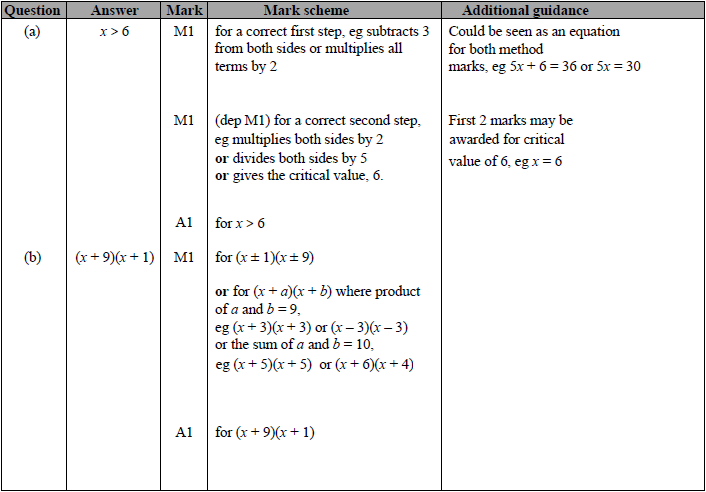 Question Answer Mark Mark scheme Additional guidance
(a) x > 6 M1 for a correct first step, eg subtracts 3 Could be seen as an equation
from both sides or multiplies all for both method
terms by 2 marks, eg 5x + 6 = 36 or 5x = 30
M1 (dep M1) for a correct second step, First 2 marks may be
eg multiplies both sides by 2 awarded for critical
or divides both sides by 5 value of 6, eg x = 6
or gives the critical value, 6.
A1 for x > 6
(b) (x + 9)(x + 1) M1 for (x ± 1)(x ± 9)
or for (x + a)(x + b) where product
of a and b = 9,
eg (x + 3)(x + 3) or (x – 3)(x – 3)
or the sum of a and b = 10,
eg (x + 5)(x + 5) or (x + 6)(x + 4)
A1 for (x + 9)(x + 1)